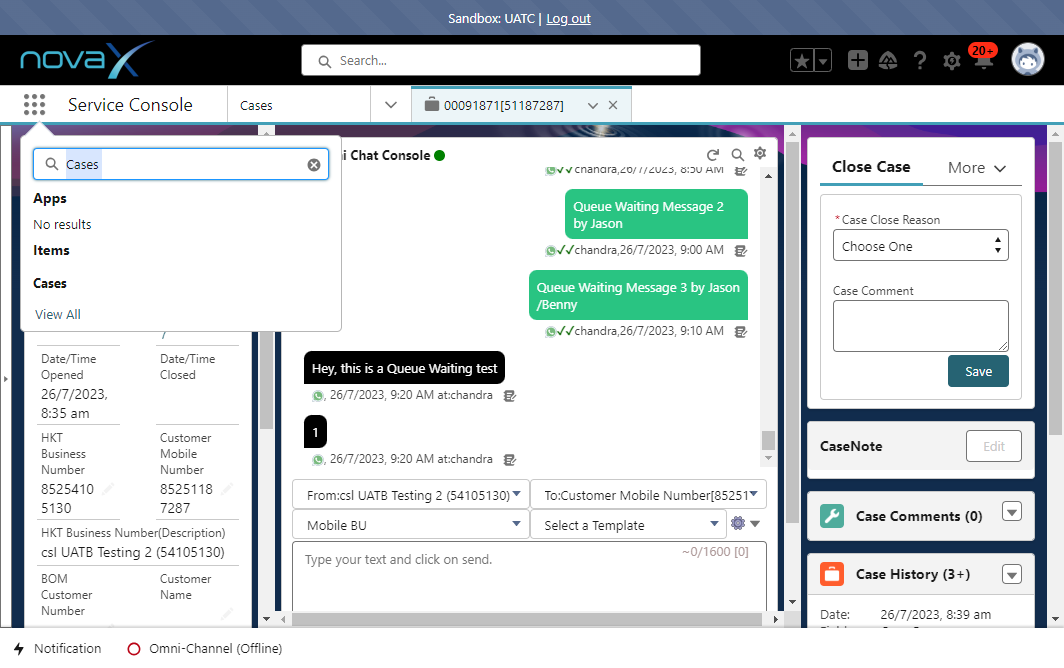 Sandbox: UATC | Log out
novaX
Search...
20+
Service Console
Cases
00091871[51187287]
Cases
Apps
No results
Items
Cases
View All
Date/Time
Opened
26/7/2023,
8:35 am
Date/Time
Closed
HKT
Business
Number
8525410
5130
Customer
Mobile
Number
8525118
7287
HKT Business Number(Description)
csl UATB Testing 2 (54105130)
BOM
Customer
Number
Customer
Name
i Chat Console
chandra,26/7/2023, 8:50 AM
Queue Waiting Message 2
by Jason
chandra,26/7/2023, 9:00 AM
Queue Waiting Message 3 by Jason
/Benny
chandra,26/7/2023, 9:10 AM
Hey, this is a Queue Waiting test
, 26/7/2023, 9:20 AM at:chandra
1
, 26/7/2023, 9:20 AM at:chandra
From:csl UATB Testing 2 (54105130)
To:Customer Mobile Number[85251
Mobile BU
Select a Template
Type your text and click on send.
~0/1600 [0]
Close Case
More
*Case Close Reason
Choose One
Case Comment
Save
CaseNote
Edit
Case Comments (0)
Case History (3+)
Date:
26/7/2023, 8:39 am
Notification
Omni-Channel (Offline)